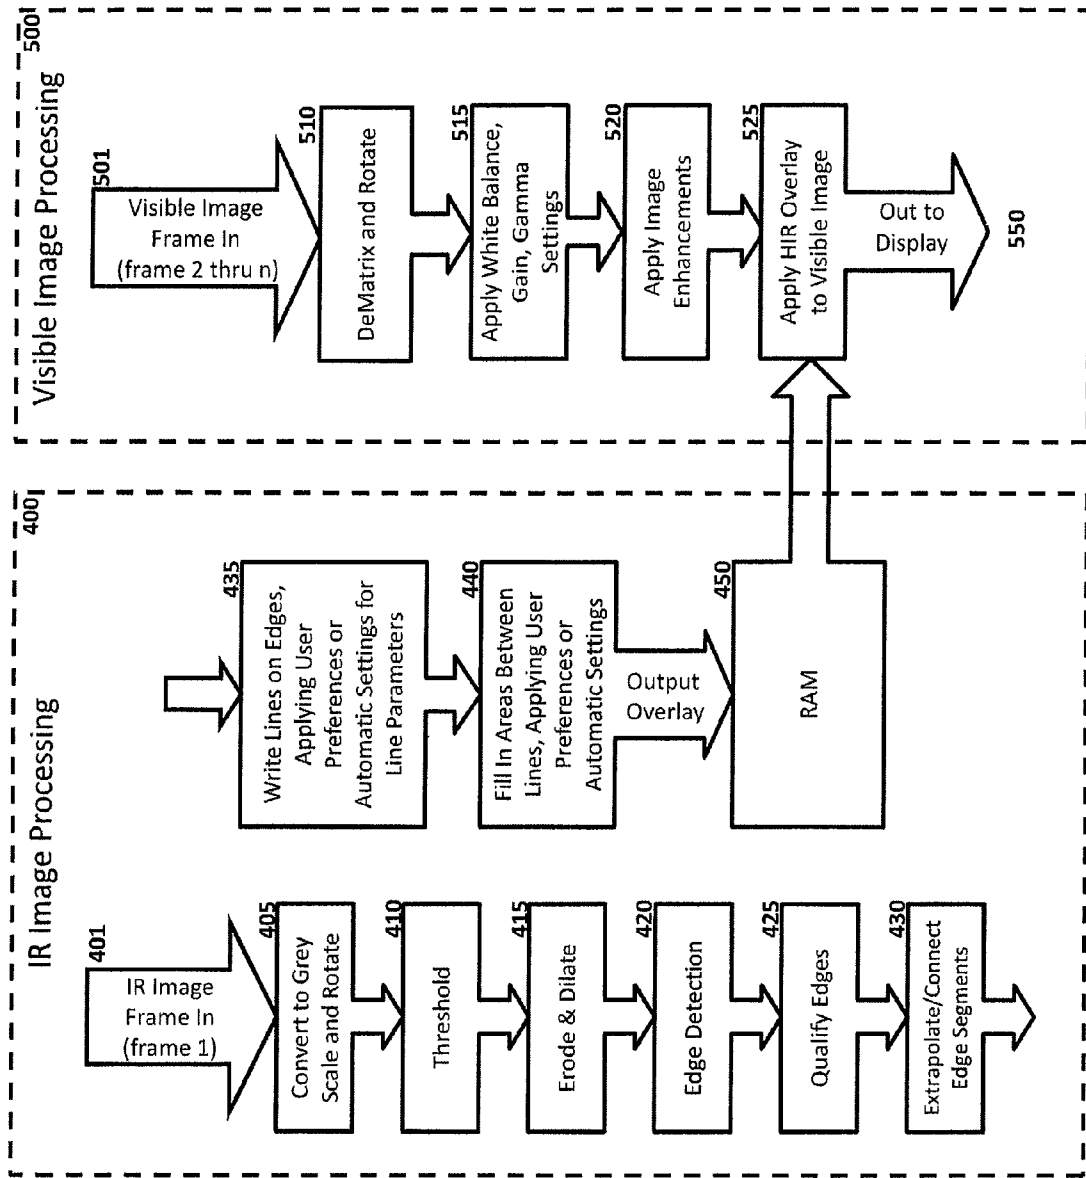 IR Image Processing
400
401
IR Image
Frame In
(frame 1)
405
Convert to Grey
Scale and Rotate
410
Threshold
415
Erode & Dilate
420
Edge Detection
425
Qualify Edges
430
Extrapolate/Connect
Edge Segments
435
Write Lines on Edges,
Applying User
Preferences or
Automatic Settings for
Line Parameters
440
Fill In Areas Between
Lines, Applying User
Preferences or
Automatic Settings
Output
Overlay
450
RAM
Visible Image Processing
500
501
Visible Image
Frame In
(frame 2 thru n)
510
DeMatrix and Rotate
515
Apply White Balance,
Gain, Gamma
Settings
520
Apply Image
Enhancements
525
Apply HIR Overlay
to Visible Image
Out to
Display
550